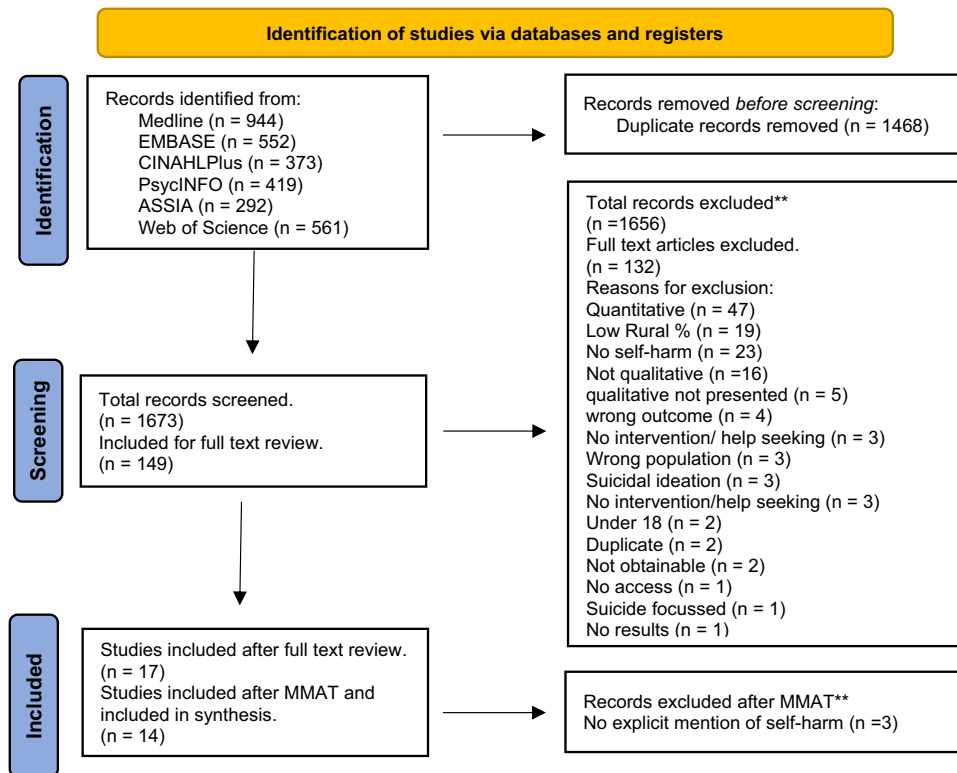 Identification of studies via databases and registers
Identification
Records identified from:
Medline (n = 944)
EMBASE (n = 552)
CINAHLPlus (n = 373)
PsycINFO (n = 419)
ASSIA (n = 292)
Web of Science (n = 561)
Records removed before screening:
Duplicate records removed (n = 1468)
Total records excluded**
(n =1656)
Full text articles excluded.
(n = 132)
Reasons for exclusion:
Quantitative (n = 47)
Low Rural % (n = 19)
No self-harm (n = 23)
Not qualitative (n =16)
qualitative not presented (n = 5)
wrong outcome (n = 4)
No intervention/ help seeking (n = 3)
Wrong population (n = 3)
Suicidal ideation (n = 3)
No intervention/help seeking (n = 3)
Under 18 (n = 2)
Duplicate (n = 2)
Not obtainable (n = 2)
No access (n = 1)
Suicide focussed (n = 1)
No results (n = 1)
Screening
Total records screened.
(n = 1673)
Included for full text review.
(n = 149)
Included
Studies included after full text review.
(n = 17)
Studies included after MMAT and
included in synthesis.
(n = 14)
Records excluded after MMAT**
No explicit mention of self-harm (n =3)